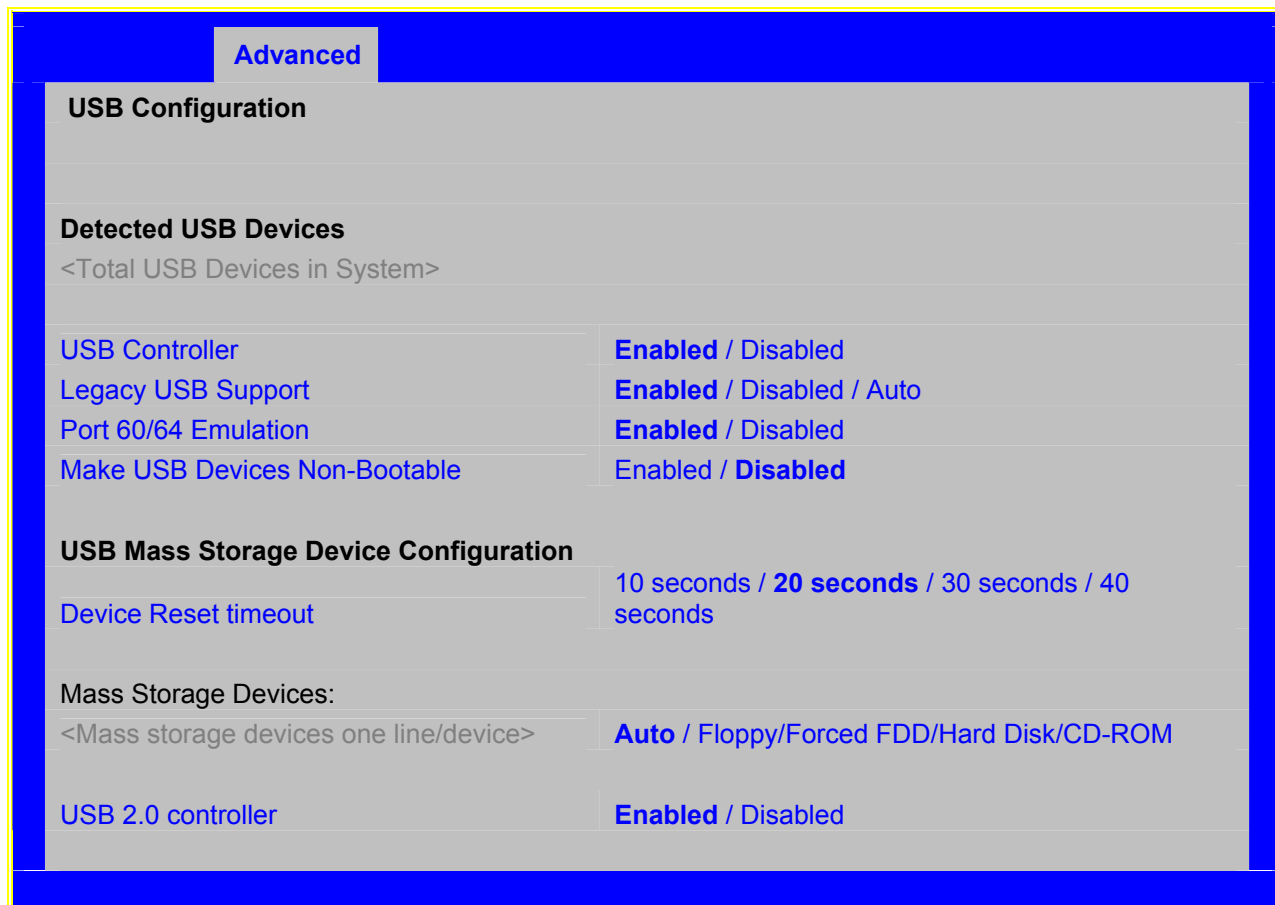 Advanced
USB Configuration
Detected USB Devices
<Total USB Devices in System>
USB Controller Enabled / Disabled
Legacy USB Support Enabled / Disabled / Auto
Port 60/64 Emulation Enabled / Disabled
Make USB Devices Non-Bootable Enabled / Disabled
USB Mass Storage Device Configuration
Device Reset timeout 10 seconds / 20 seconds / 30 seconds / 40
seconds
Mass Storage Devices:
<Mass storage devices one line/device> Auto / Floppy/Forced FDD/Hard Disk/CD-ROM
USB 2.0 controller Enabled / Disabled